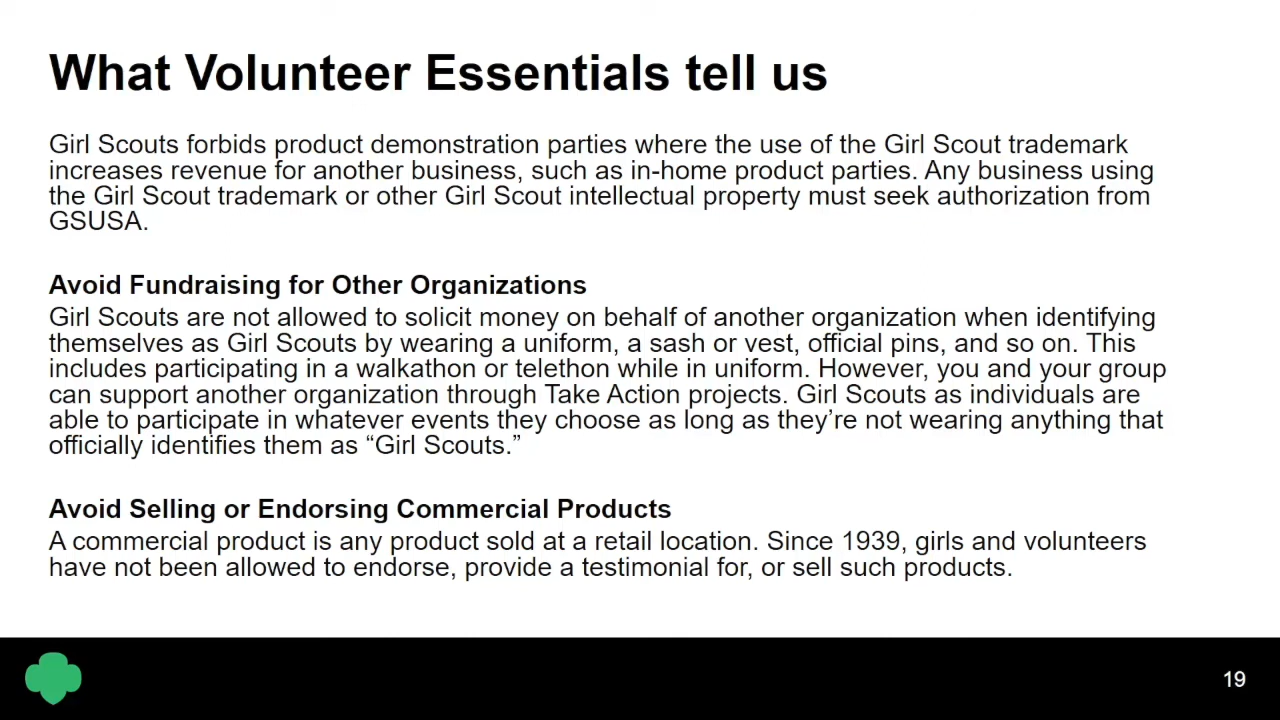 What Volunteer Essentials tell us
Girl Scouts forbids product demonstration parties where the use of the Girl Scout trademark
increases revenue for another business, such as in-home product parties. Any business using
the Girl Scout trademark or other Girl Scout intellectual property must seek authorization from
GSUSA.
Avoid Fundraising for Other Organizations
Girl Scouts are not allowed to solicit money on behalf of another organization when identifying
themselves as Girl Scouts by wearing a uniform, a sash or vest, official pins, and so on. This
includes participating in a walkathon or telethon while in uniform. However, you and your group
can support another organization through Take Action projects. Girl Scouts as individuals are
able to participate in whatever events they choose as long as they’re not wearing anything that
officially identifies them as “Girl Scouts.”
Avoid Selling or Endorsing Commercial Products
A commercial product is any product sold at a retail location. Since 1939, girls and volunteers
have not been allowed to endorse, provide a testimonial for, or sell such products.
19